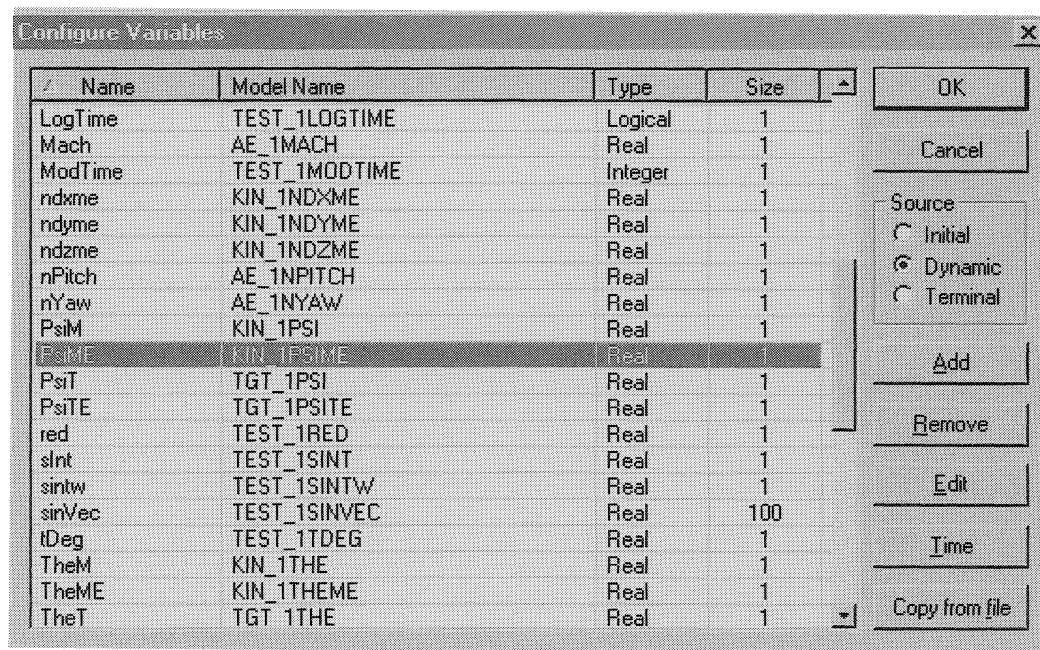 Configure Variables
Name Model Name Type Size
LogTime TEST_1LOGTIME Logical 1
Mach AE_1MACH Real 1
ModTime TEST_1MODTIME Integer 1
ndxme KIN_1NDXME Real 1
ndyme KIN_1NDYME Real 1
ndzme KIN_1NDZME Real 1
nPitch AE_1NPITCH Real 1
nYaw AE_1NYAW Real 1
PsiM KIN_1PSI Real 1
PsiME KIN_1PSIME Real 1
PsiT TGT_1PSI Real 1
PsiTE TGT_1PSITE Real 1
red TEST_1RED Real 1
sInt TEST_1SINT Real 1
sintw TEST_1SINTW Real 1
sinVec TEST_1SINVEC Real 100
tDeg TEST_1TDEG Real 1
TheM KIN_1THE Real 1
TheME KIN_1THEME Real 1
TheT TGT_1THE Real 1
OK
Cancel
Source
Initial
Dynamic
Terminal
Add
Remove
Edit
Time
Copy from file